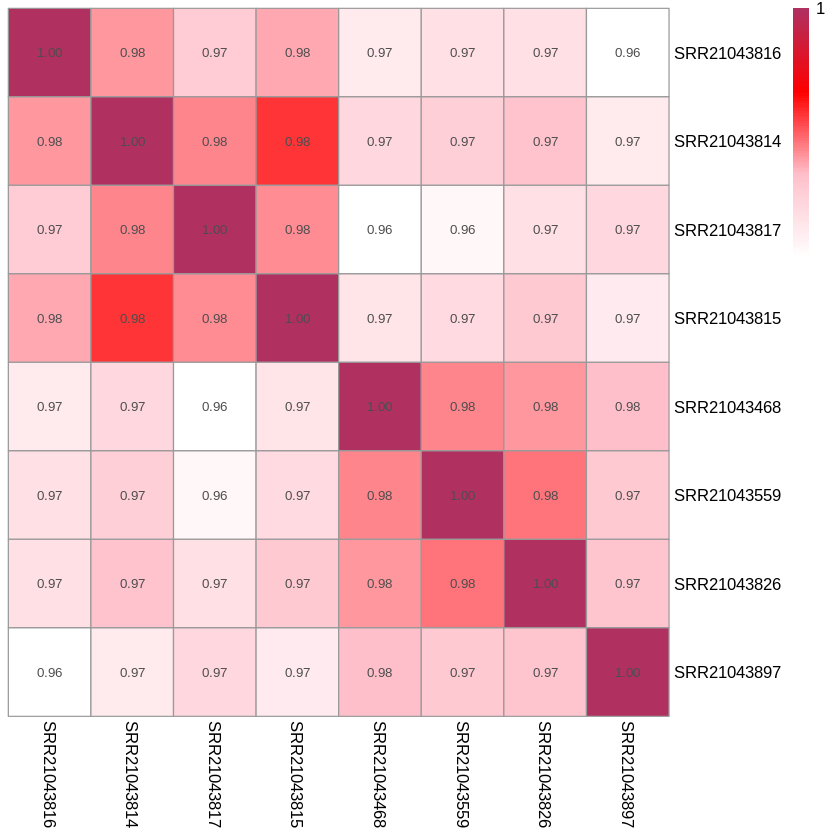 1
1.00 0.98 0.97 0.98 0.97 0.97 0.97 0.96 SRR21043816
0.98 1.00 0.98 0.98 0.97 0.97 0.97 0.97 SRR21043814
0.97 0.98 1.00 0.98 0.96 0.96 0.97 0.97 SRR21043817
0.98 0.98 0.98 1.00 0.97 0.97 0.97 0.97 SRR21043815
0.97 0.97 0.96 0.97 1.00 0.98 0.98 0.98 SRR21043468
0.97 0.97 0.96 0.97 0.98 1.00 0.98 0.97 SRR21043559
0.97 0.97 0.97 0.97 0.98 0.98 1.00 0.97 SRR21043826
0.96 0.97 0.97 0.97 0.98 0.97 0.97 1.00 SRR21043897
SRR21043816
SRR21043814
SRR21043817
SRR21043815
SRR21043468
SRR21043559
SRR21043826
SRR21043897